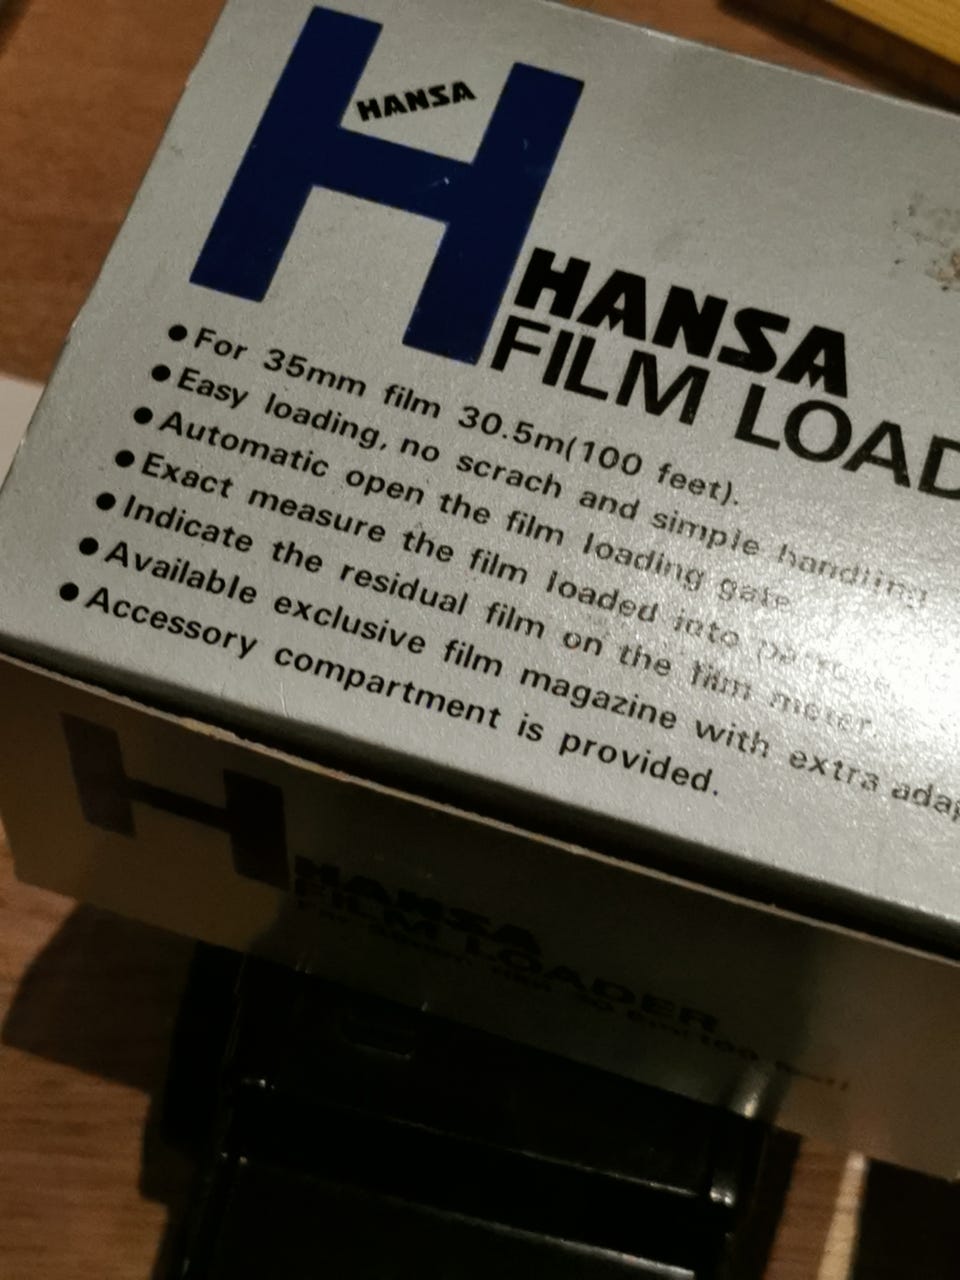 HANSA
HANSA
FILM LOAD
● For 35mm film 30.5m(100 feet).
● Easy loading, no scrach and simple handling
● Automatic open the film loading gate
● Exact measure the film loaded into
● Indicate the residual film on the film meter.
● Available exclusive film magazine with extra adap
● Accessory compartment is provided.
H
HANSA
FILM LOADER